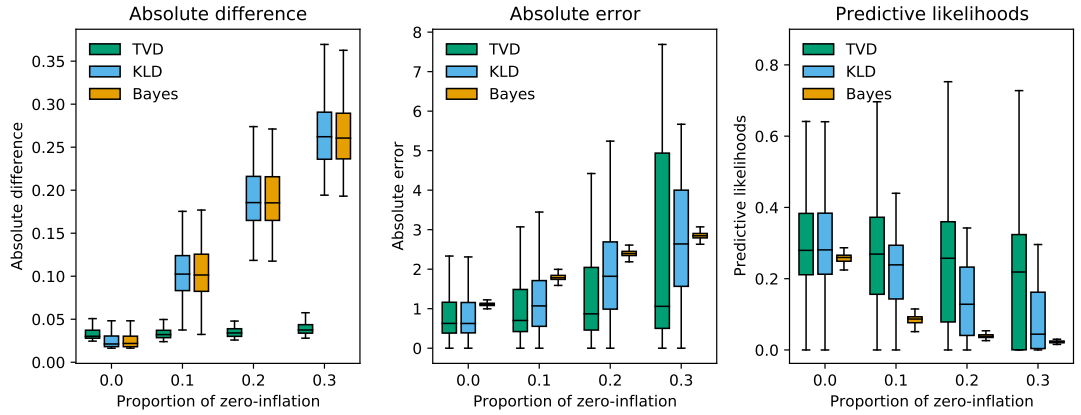 Absolute difference
Absolute difference
0.35
0.30
0.25
0.20
0.15
0.10
0.05
0.00
TVD
KLD
Bayes
0.0 0.1 0.2 0.3
Proportion of zero-inflation
Absolute error
Absolute error
8
7
6
5
4
3
2
1
0
TVD
KLD
Bayes
0.0 0.1 0.2 0.3
Proportion of zero-inflation
Predictive likelihoods
Predictive likelihoods
0.8
0.6
0.4
0.2
0.0
TVD
KLD
Bayes
0.0 0.1 0.2 0.3
Proportion of zero-inflation